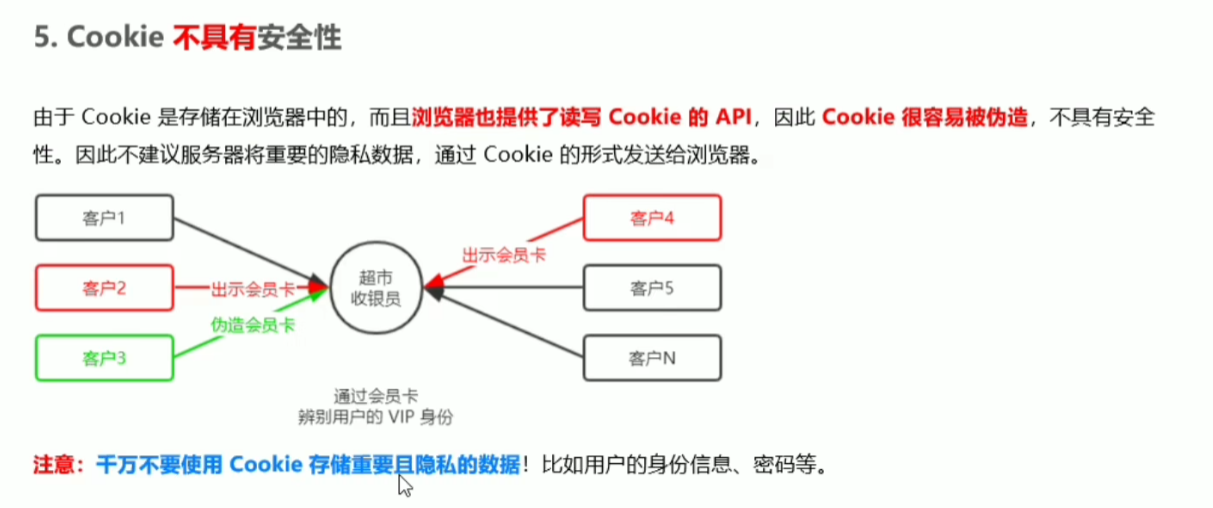 5. Cookie 不具有安全性
由于 Cookie 是存储在浏览器中的，而且浏览器也提供了读写 Cookie 的 API，因此 Cookie 很容易被伪造，不具有安全
性。因此不建议服务器将重要的隐私数据，通过 Cookie 的形式发送给浏览器。
客户1
客户2
客户3
出示会员卡
伪造会员卡
超市
收银员
出示会员卡
客户4
客户5
客户N
通过会员卡
辨别用户的 VIP 身份
注意：千万不要使用 Cookie 存储重要且隐私的数据！比如用户的身份信息、密码等。